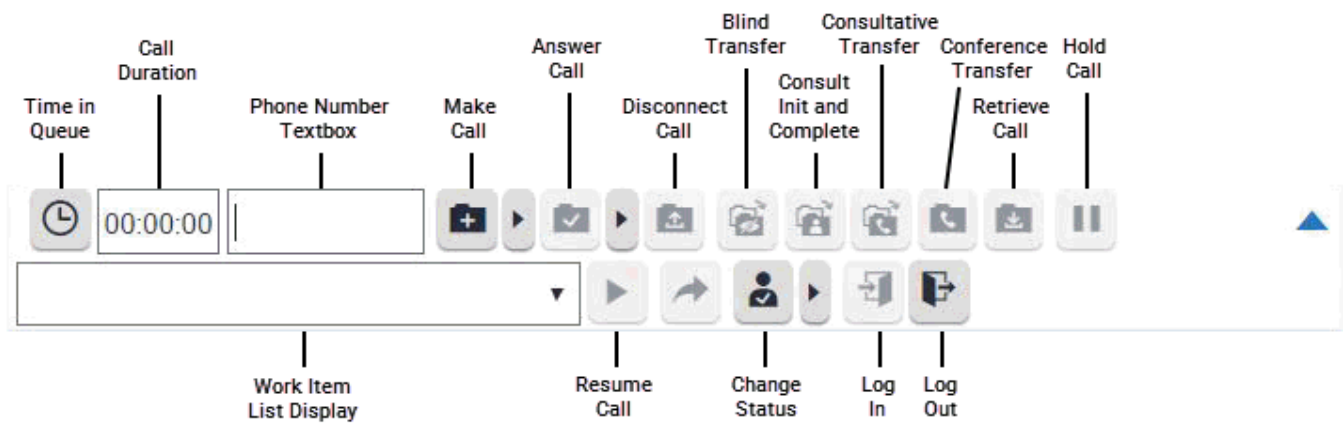 Blind
Transfer
Consultative
Transfer
Call
Duration
Answer
Call
Conference
Transfer
Hold
Call
Consult
Init and
Complete
Time in
Queue
Phone Number
Textbox
Make
Call
Disconnect
Call
Retrieve
Call
00:00:00
Work Item
List Display
Resume
Call
Change
Status
Log
In
Log
Out